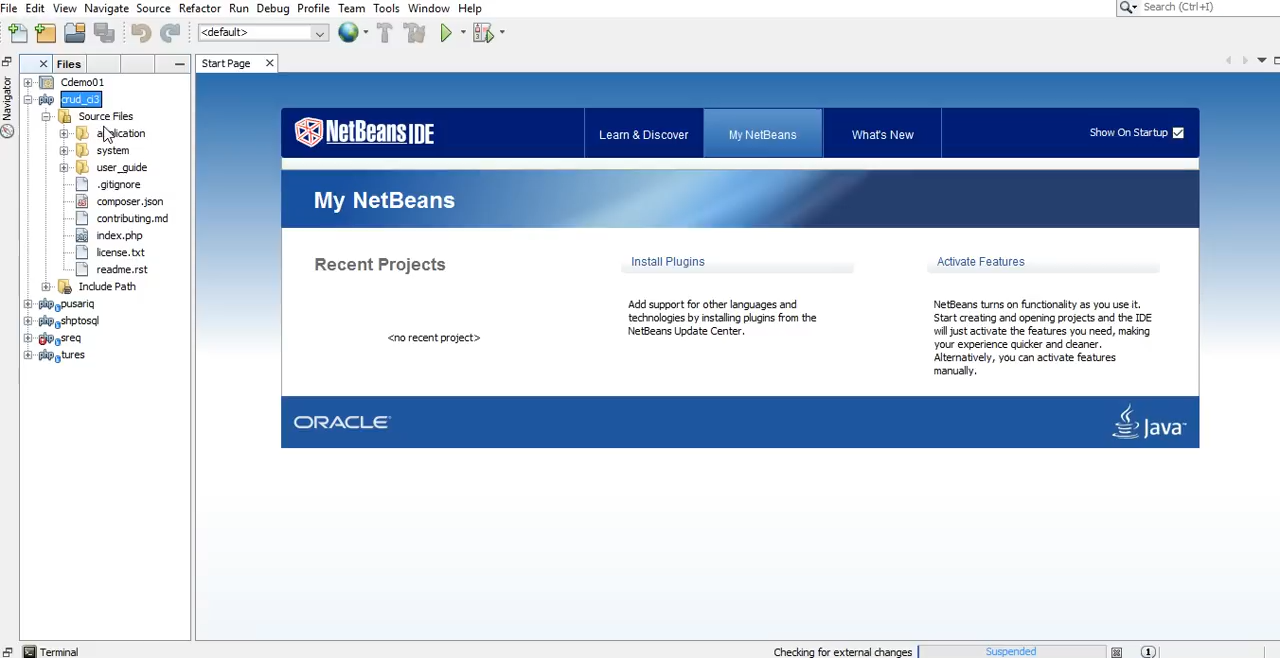 File Edit View Navigate Source Refactor Run Debug Profile Team Tools Window Help
Search (Ctrl+I)
<default>
Files
Start Page
Navigator
Cdemo01
crud_ci3
Source Files
application
system
user_guide
.gitignore
composer.json
contributing.md
index.php
license.txt
readme.rst
Include Path
pusariq
shptosql
sreq
tures
NetBeans IDE
Learn & Discover
My NetBeans
What's New
Show On Startup
My NetBeans
Recent Projects
<no recent project>
Install Plugins
Add support for other languages and
technologies by installing plugins from the
NetBeans Update Center.
Activate Features
NetBeans turns on functionality as you use it.
Start creating and opening projects and the IDE
will just activate the features you need, making
your experience quicker and cleaner.
Alternatively, you can activate features
manually.
ORACLE
Java
Terminal
Checking for external changes
Suspended
1